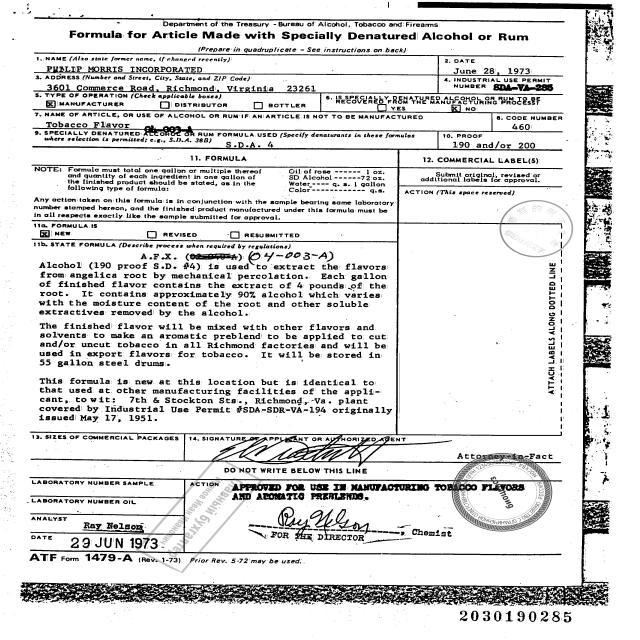 Department of the Treasury - Bureau of Alcohol, Tobacco and Firearms
Formula for Article Made with Specially Denatured Alcohol or Rum
(Prepare in quadruplicate - See instructions on back)
1. NAME (Also state former name, if changed recently)
PHILIP MORRIS INCORPORATED
2. DATE
June 28, 1973
3. ADDRESS (Number and Street, City, State, and ZIP Code)
3601 Commerce Road, Richmond, Virginia 23261
4. INDUSTRIAL USE PERMIT
NUMBER SDA-VA-285
5. TYPE OF OPERATION (Check applicable boxes)
MANUFACTURER DISTRIBUTOR BOTTLER
6. IS SPECIALLY DENATURED ALCOHOL OR RUM TO BE
RECOVERED FROM THE MANUFACTURING PROCESS?
YES NO
7. NAME OF ARTICLE, OR USE OF ALCOHOL OR RUM IF AN ARTICLE IS NOT TO BE MANUFACTURED
Tobacco Flavor 04-003-A
8. CODE NUMBER
460
9. SPECIALLY DENATURED ALCOHOL OR RUM FORMULA USED (Specify denaturants in these formulas
where selection is permitted; e.g., S.D.A. 38B)
S.D.A. 4
10. PROOF
190 and/or 200
11. FORMULA
NOTE: Formula must total one gallon or multiple thereof
and quantity of each ingredient in one gallon of
the finished product should be stated, as in the
following type of formula:
Oil of rose ------ 1 oz.
SD Alcohol ------72 oz.
Water---- q. s. 1 gallon
Color---------- q.s.
Any action taken on this formula is in conjunction with the sample bearing same laboratory
number stamped hereon, and the finished product manufactured under this formula must be
in all respects exactly like the sample submitted for approval.
12. COMMERCIAL LABEL(S)
Submit original, revised or
additional labels for approval.
ACTION (This space reserved)
11a. FORMULA IS
NEW REVISED RESUBMITTED
11b. STATE FORMULA (Describe process when required by regulations)
A.F.X. 04-003-A)
Alcohol (190 proof S.D. #4) is used to extract the flavors
from angelica root by mechanical percolation. Each gallon
of finished flavor contains the extract of 4 pounds of the
root. It contains approximately 90% alcohol which varies
with the moisture content of the root and other soluble
extractives removed by the alcohol.
The finished flavor will be mixed with other flavors and
solvents to make an aromatic preblend to be applied to cut
and/or uncut tobacco in all Richmond factories and will be
used in export flavors for tobacco. It will be stored in
55 gallon steel drums.
This formula is new at this location but is identical to
that used at other manufacturing facilities of the appli-
cant, to wit: 7th & Stockton Sts., Richmond, Va. plant
covered by Industrial Use Permit #SDA-SDR-VA-194 originally
issued May 17, 1951.
ATTACH LABELS ALONG DOTTED LINE
13. SIZES OF COMMERCIAL PACKAGES
14. SIGNATURE OF APPLICANT OR AUTHORIZED AGENT
Attorney-in-Fact
DO NOT WRITE BELOW THIS LINE
LABORATORY NUMBER SAMPLE
LABORATORY NUMBER OIL
ACTION
APPROVED FOR USE IN MANUFACTURING TOBACCO FLAVORS
AND AROMATIC PREBLENDS.
ANALYST
Ray Nelson
Ray Nelson
FOR THE DIRECTOR, Chemist
DATE
29 JUN 1973
ATF Form 1479-A (Rev. 1-73) Prior Rev. 5-72 may be used.
2030190285